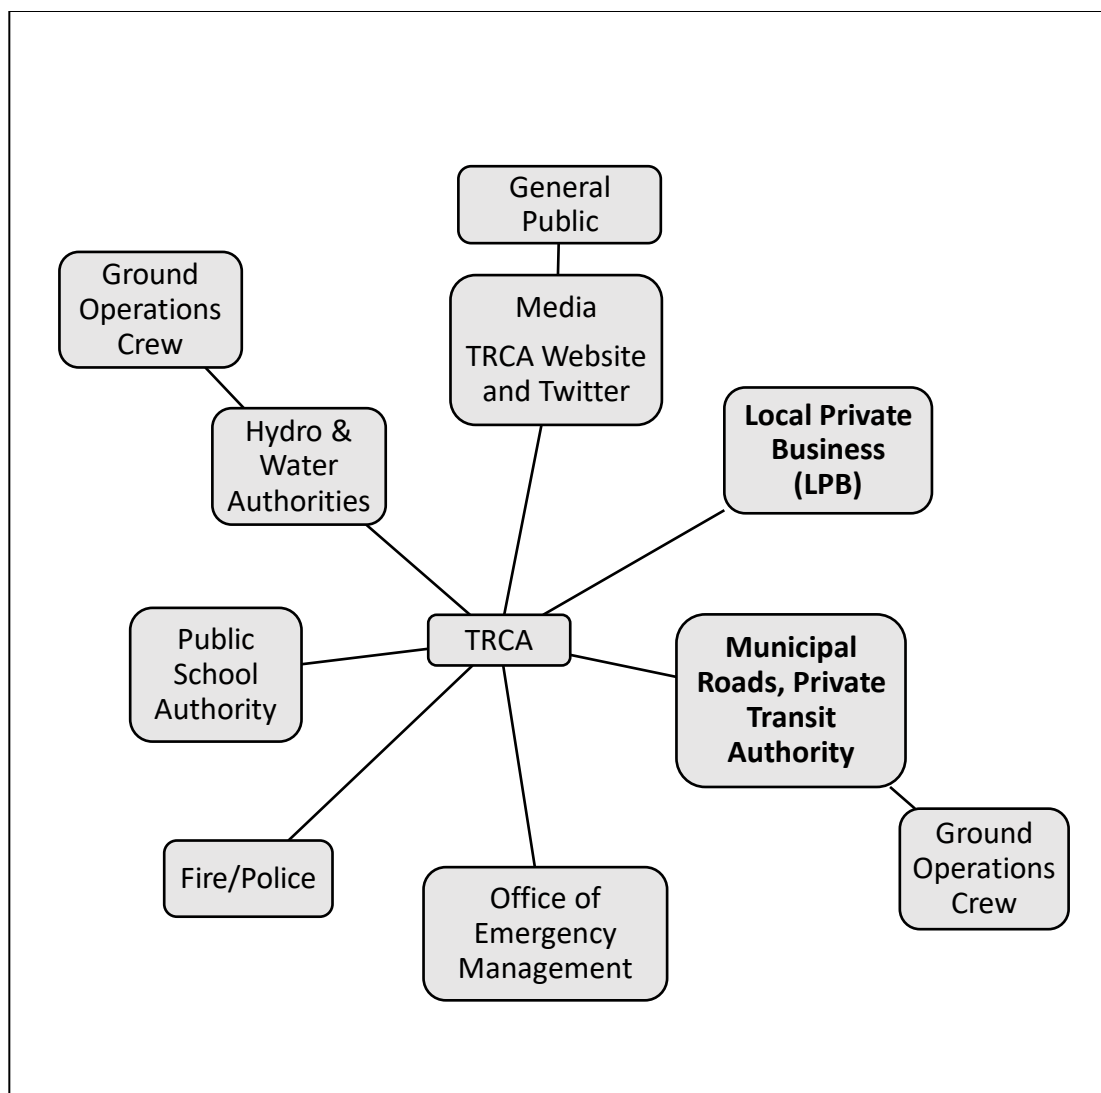 General
Public
Ground
Operations
Crew
Media
TRCA Website
and Twitter
Local Private
Business
(LPB)
Hydro &
Water
Authorities
Public
School
Authority
TRCA
Municipal
Roads, Private
Transit
Authority
Fire/Police
Office of
Emergency
Management
Ground
Operations
Crew